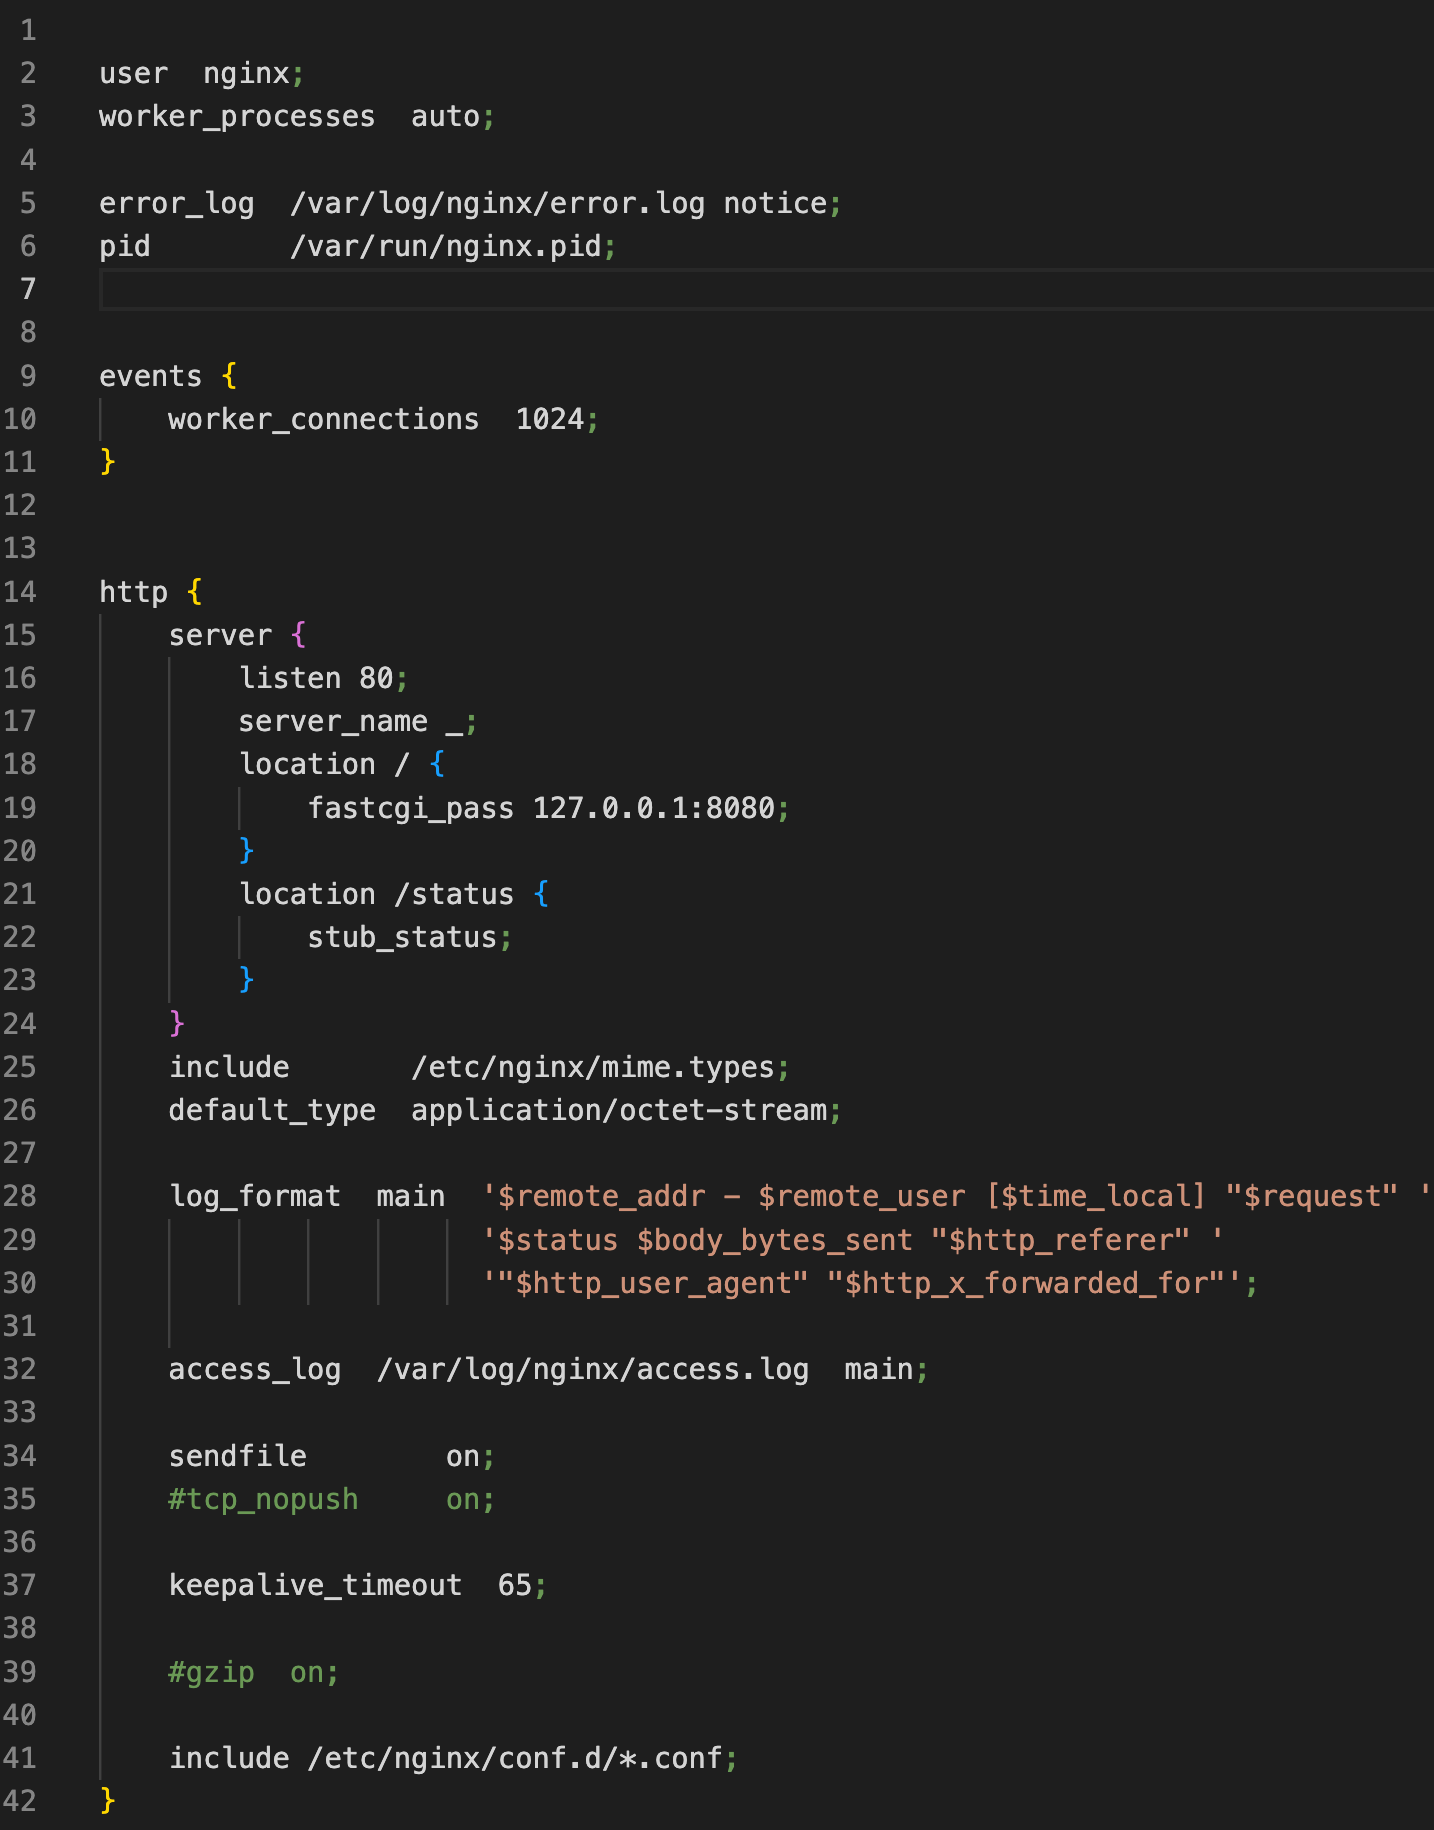 1
2 user  nginx;
3 worker_processes  auto;
4
5 error_log  /var/log/nginx/error.log notice;
6 pid        /var/run/nginx.pid;
7
8
9 events {
10     worker_connections  1024;
11 }
12
13
14 http {
15     server {
16         listen 80;
17         server_name _;
18         location / {
19             fastcgi_pass 127.0.0.1:8080;
20         }
21         location /status {
22             stub_status;
23         }
24     }
25     include       /etc/nginx/mime.types;
26     default_type  application/octet-stream;
27
28     log_format  main  '$remote_addr - $remote_user [$time_local] "$request" '
29                       '$status $body_bytes_sent "$http_referer" '
30                       '"$http_user_agent" "$http_x_forwarded_for"';
31
32     access_log  /var/log/nginx/access.log  main;
33
34     sendfile        on;
35     #tcp_nopush     on;
36
37     keepalive_timeout  65;
38
39     #gzip  on;
40
41     include /etc/nginx/conf.d/*.conf;
42 }